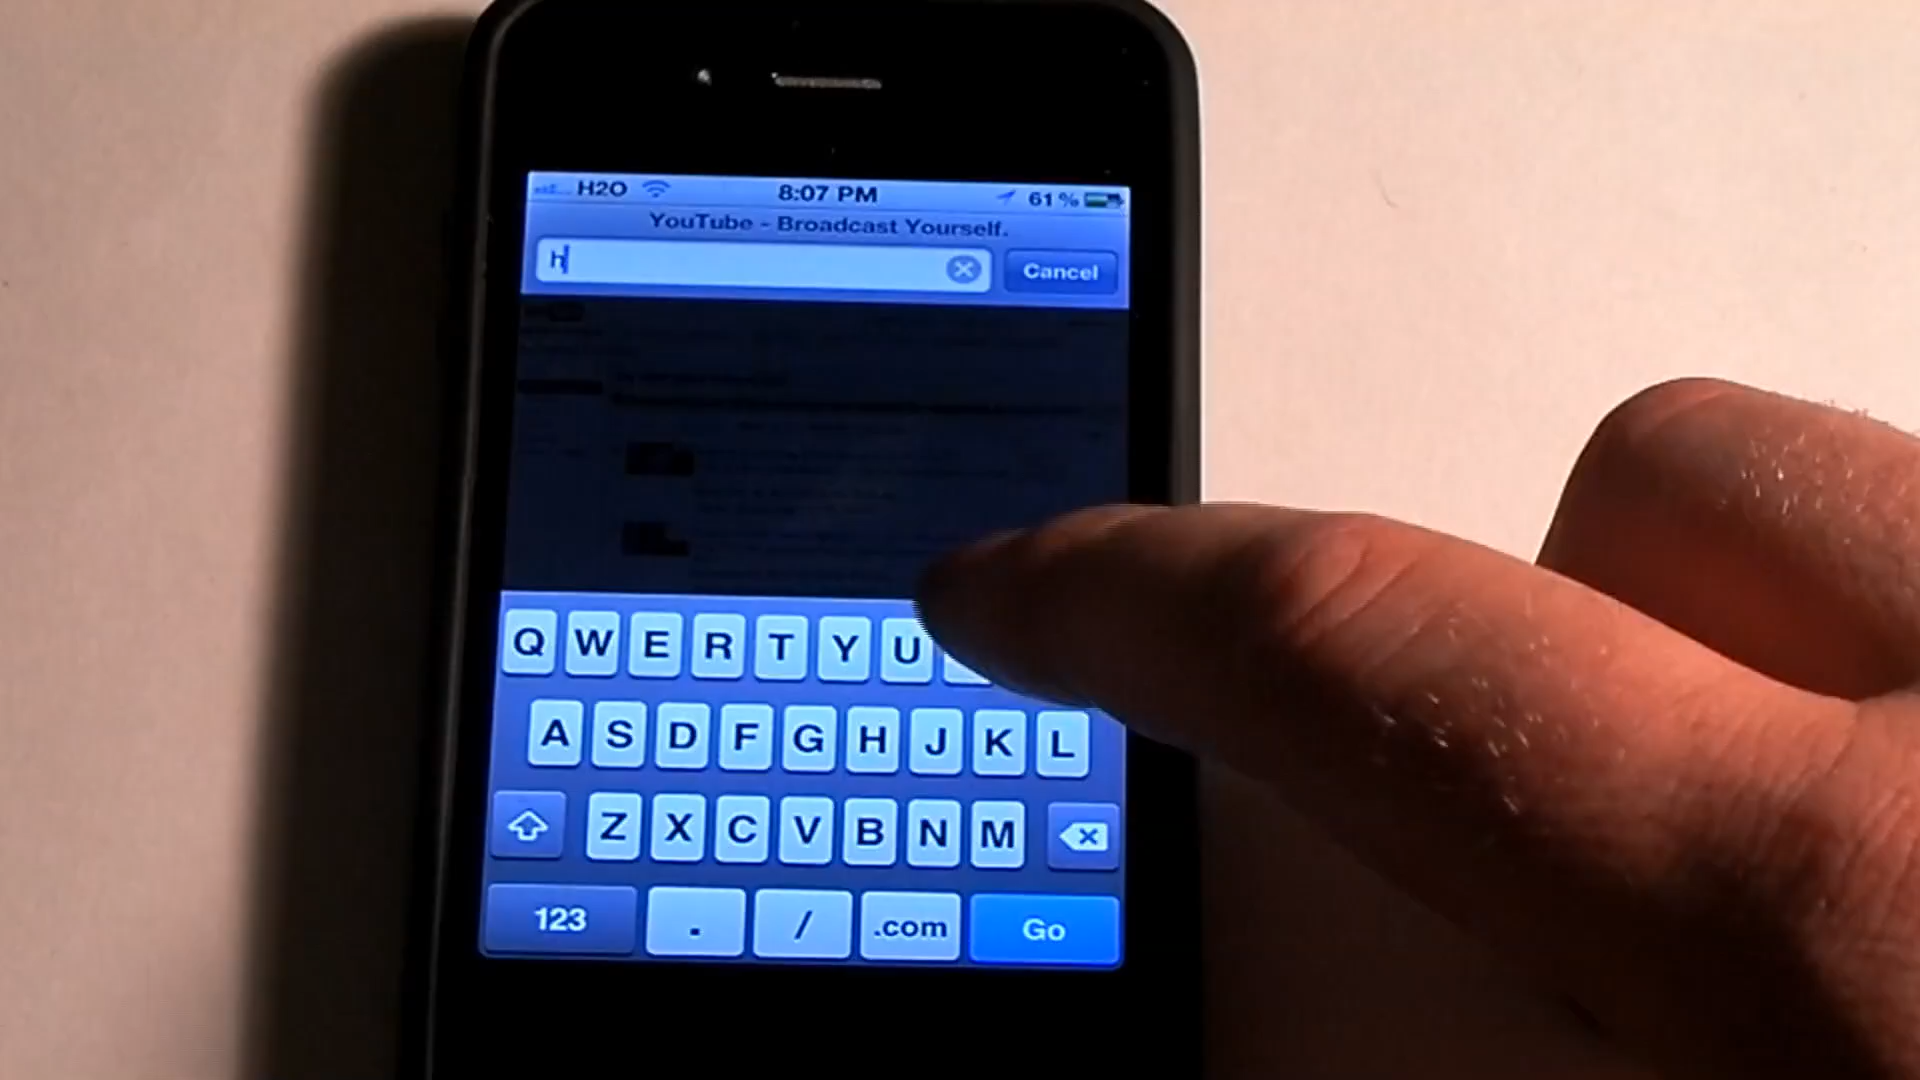 H2O 8:07 PM 61%
YouTube - Broadcast Yourself.
h
Cancel
Q W E R T Y U
A S D F G H J K L
Z X C V B N M
123 . / .com Go